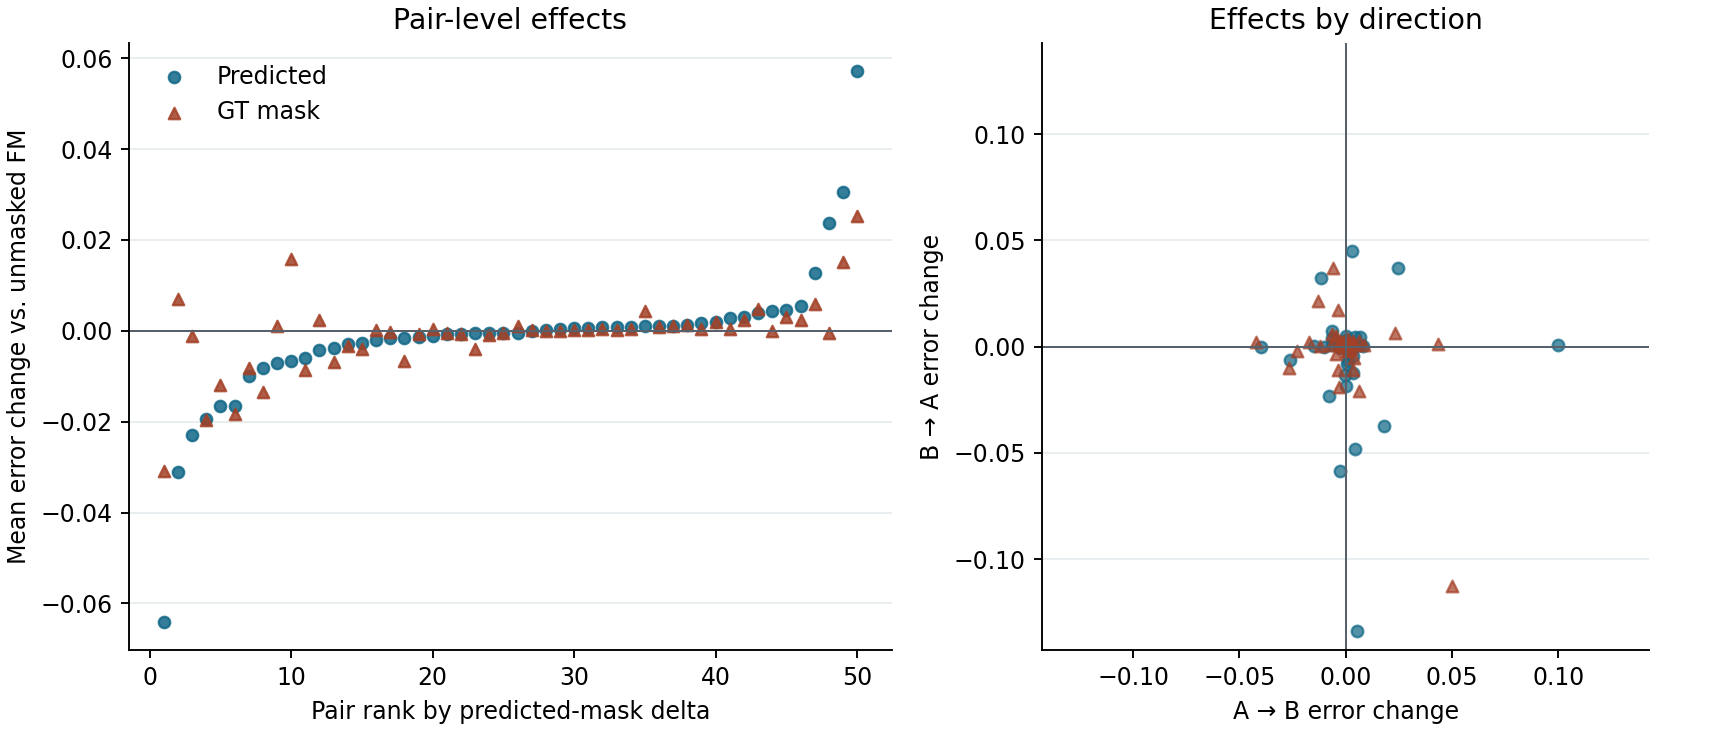 Pair-level effects
Mean error change vs. unmasked FM
0.06
0.04
0.02
0.00
−0.02
−0.04
−0.06
Predicted
GT mask
0
10
20
30
40
50
Pair rank by predicted-mask delta
Effects by direction
B → A error change
0.10
0.05
0.00
−0.05
−0.10
−0.10
−0.05
0.00
0.05
0.10
A → B error change